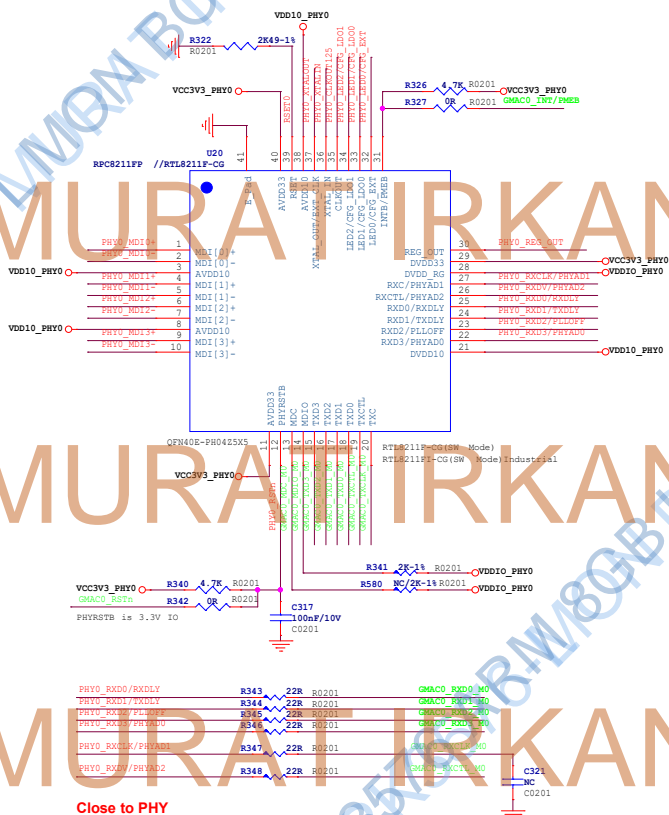 VDD10_PHY0
R322 2K49-1%
R0201
VCC3V3_PHY0
RSET0
PHY0_XTALOUT
PHY0_XTALIN
PHY0_CLKOUT125
PHY0_LED2/CFG_LDO1
PHY0_LED1/CFG_LDO0
PHY0_LED0/CFG_EXT
R326 4.7K R0201 VCC3V3_PHY0
R327 0R R0201 GMAC0_INT/PMEB
U20
RPC8211FP //RTL8211F-CG
41 40 39 38 37 36 35 34 33 32 31
E_Pad
AVDD33
RSET
AVDD10
XTAL_OUT/EXT_CLK
XTAL_IN
CLKOUT
LED2/CFG_LDO1
LED1/CFG_LDO0
LED0/CFG_EXT
INTB/PMEB
PHY0_MDI0+ 1 MDI[0]+
PHY0_MDI0- 2 MDI[0]-
VDD10_PHY0 3 AVDD10
PHY0_MDI1+ 4 MDI[1]+
PHY0_MDI1- 5 MDI[1]-
PHY0_MDI2+ 6 MDI[2]+
PHY0_MDI2- 7 MDI[2]-
VDD10_PHY0 8 AVDD10
PHY0_MDI3+ 9 MDI[3]+
PHY0_MDI3- 10 MDI[3]-
REG_OUT 30 PHY0_REG_OUT
DVDD33 29 VCC3V3_PHY0
DVDD_RG 28 VDDIO_PHY0
RXC/PHYAD1 27 PHY0_RXCLK/PHYAD1
RXCTL/PHYAD2 26 PHY0_RXDV/PHYAD2
RXD0/RXDLY 25 PHY0_RXD0/RXDLY
RXD1/TXDLY 24 PHY0_RXD1/TXDLY
RXD2/PLLOFF 23 PHY0_RXD2/PLLOFF
RXD3/PHYAD0 22 PHY0_RXD3/PHYAD0
DVDD10 21 VDD10_PHY0
AVDD33
PHYRSTB
MDC
MDIO
TXD3
TXD2
TXD1
TXD0
TXCTL
TXC
11 12 13 14 15 16 17 18 19 20
QFN40E-PH04Z5X5
RTL8211F-CG(SW Mode)
RTL8211FI-CG(SW Mode)Industrial
VCC3V3_PHY0
PHY0_RSTn
R341 2K-1% R0201 VDDIO_PHY0
R580 NC/2K-1% R0201 VDDIO_PHY0
VCC3V3_PHY0 R340 4.7K R0201
GMAC0_RSTn R342 0R R0201
PHYRSTB is 3.3V IO
C317
100nF/10V
C0201
PHY0_RXD0/RXDLY R343 22R R0201 GMAC0_RXD0_M0
PHY0_RXD1/TXDLY R344 22R R0201 GMAC0_RXD1_M0
PHY0_RXD2/PLLOFF R345 22R R0201 GMAC0_RXD2_M0
PHY0_RXD3/PHYAD0 R346 22R R0201 GMAC0_RXD3_M0
PHY0_RXCLK/PHYAD1 R347 22R R0201 GMAC0_RXCLK_M0
PHY0_RXDV/PHYAD2 R348 22R R0201 GMAC0_RXCTL_M0
C321
NC
C0201
Close to PHY
MURAT TIRKAN
MURAT TIRKAN
MURAT TIRKAN